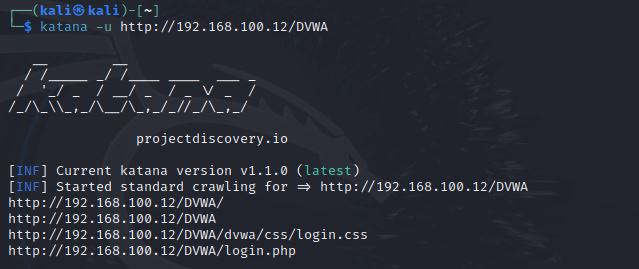 ┌──(kali㉿kali)-[~]
└─$ katana -u http://192.168.100.12/DVWA
katana
projectdiscovery.io
[INF] Current katana version v1.1.0 (latest)
[INF] Started standard crawling for => http://192.168.100.12/DVWA
http://192.168.100.12/DVWA/
http://192.168.100.12/DVWA
http://192.168.100.12/DVWA/dvwa/css/login.css
http://192.168.100.12/DVWA/login.php